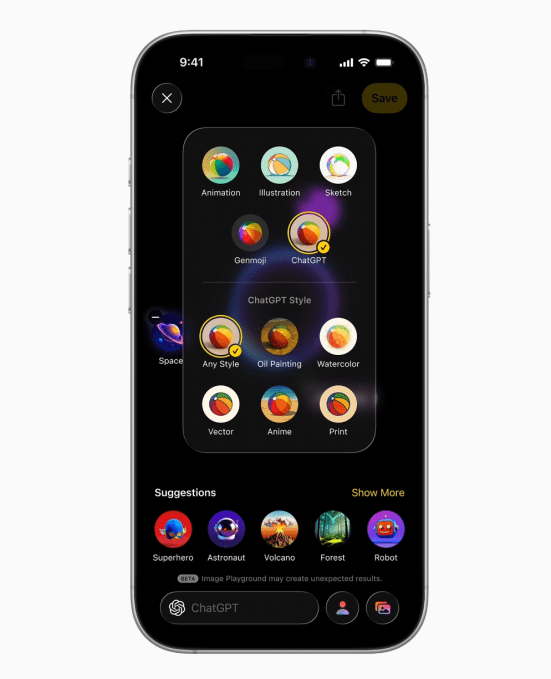 9:41
Save
Animation Illustration Sketch
Genmoji ChatGPT
ChatGPT Style
Space
Any Style Oil Painting Watercolor
Vector Anime Print
Suggestions Show More
Superhero Astronaut Volcano Forest Robot
BETA Image Playground may create unexpected results.
ChatGPT